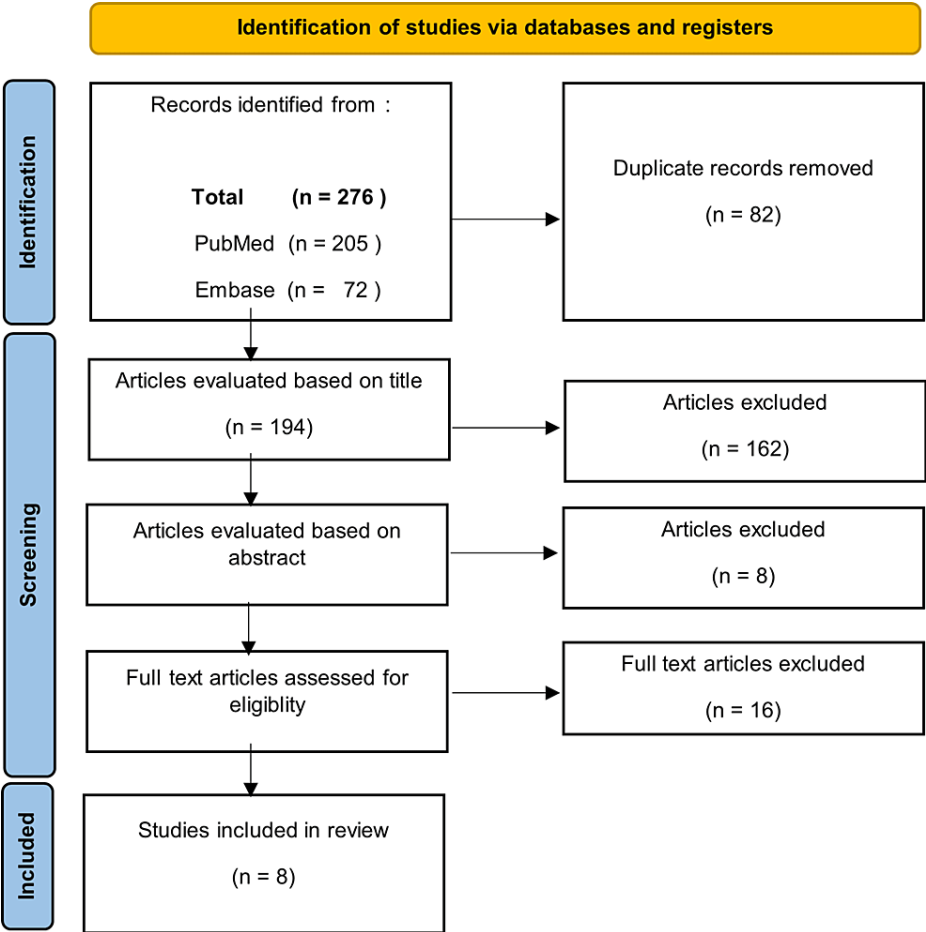 Identification of studies via databases and registers
Identification
Records identified from :
Total (n = 276 )
PubMed (n = 205 )
Embase (n = 72 )
Duplicate records removed
(n = 82)
Screening
Articles evaluated based on title
(n = 194)
Articles excluded
(n = 162)
Articles evaluated based on
abstract
Articles excluded
(n = 8)
Full text articles assessed for
eligiblity
Full text articles excluded
(n = 16)
Included
Studies included in review
(n = 8)